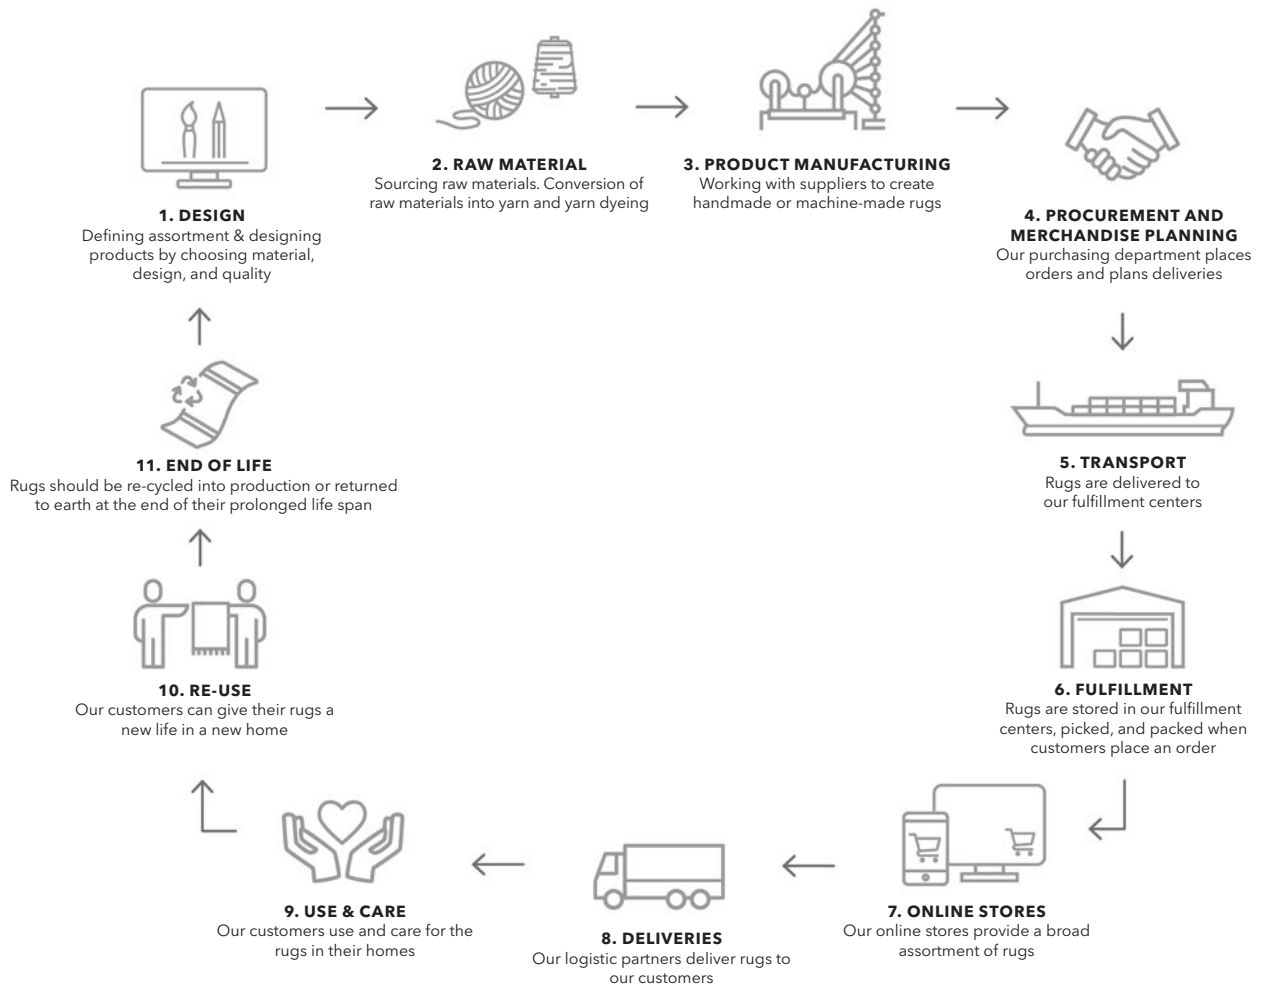 1. DESIGN
Defining assortment & designing
products by choosing material,
design, and quality
2. RAW MATERIAL
Sourcing raw materials. Conversion of
raw materials into yarn and yarn dyeing
3. PRODUCT MANUFACTURING
Working with suppliers to create
handmade or machine-made rugs
4. PROCUREMENT AND
MERCHANDISE PLANNING
Our purchasing department places
orders and plans deliveries
5. TRANSPORT
Rugs are delivered to
our fulfillment centers
6. FULFILLMENT
Rugs are stored in our fulfillment
centers, picked, and packed when
customers place an order
7. ONLINE STORES
Our online stores provide a broad
assortment of rugs
8. DELIVERIES
Our logistic partners deliver rugs to
our customers
9. USE & CARE
Our customers use and care for the
rugs in their homes
10. RE-USE
Our customers can give their rugs a
new life in a new home
11. END OF LIFE
Rugs should be re-cycled into production or returned
to earth at the end of their prolonged life span